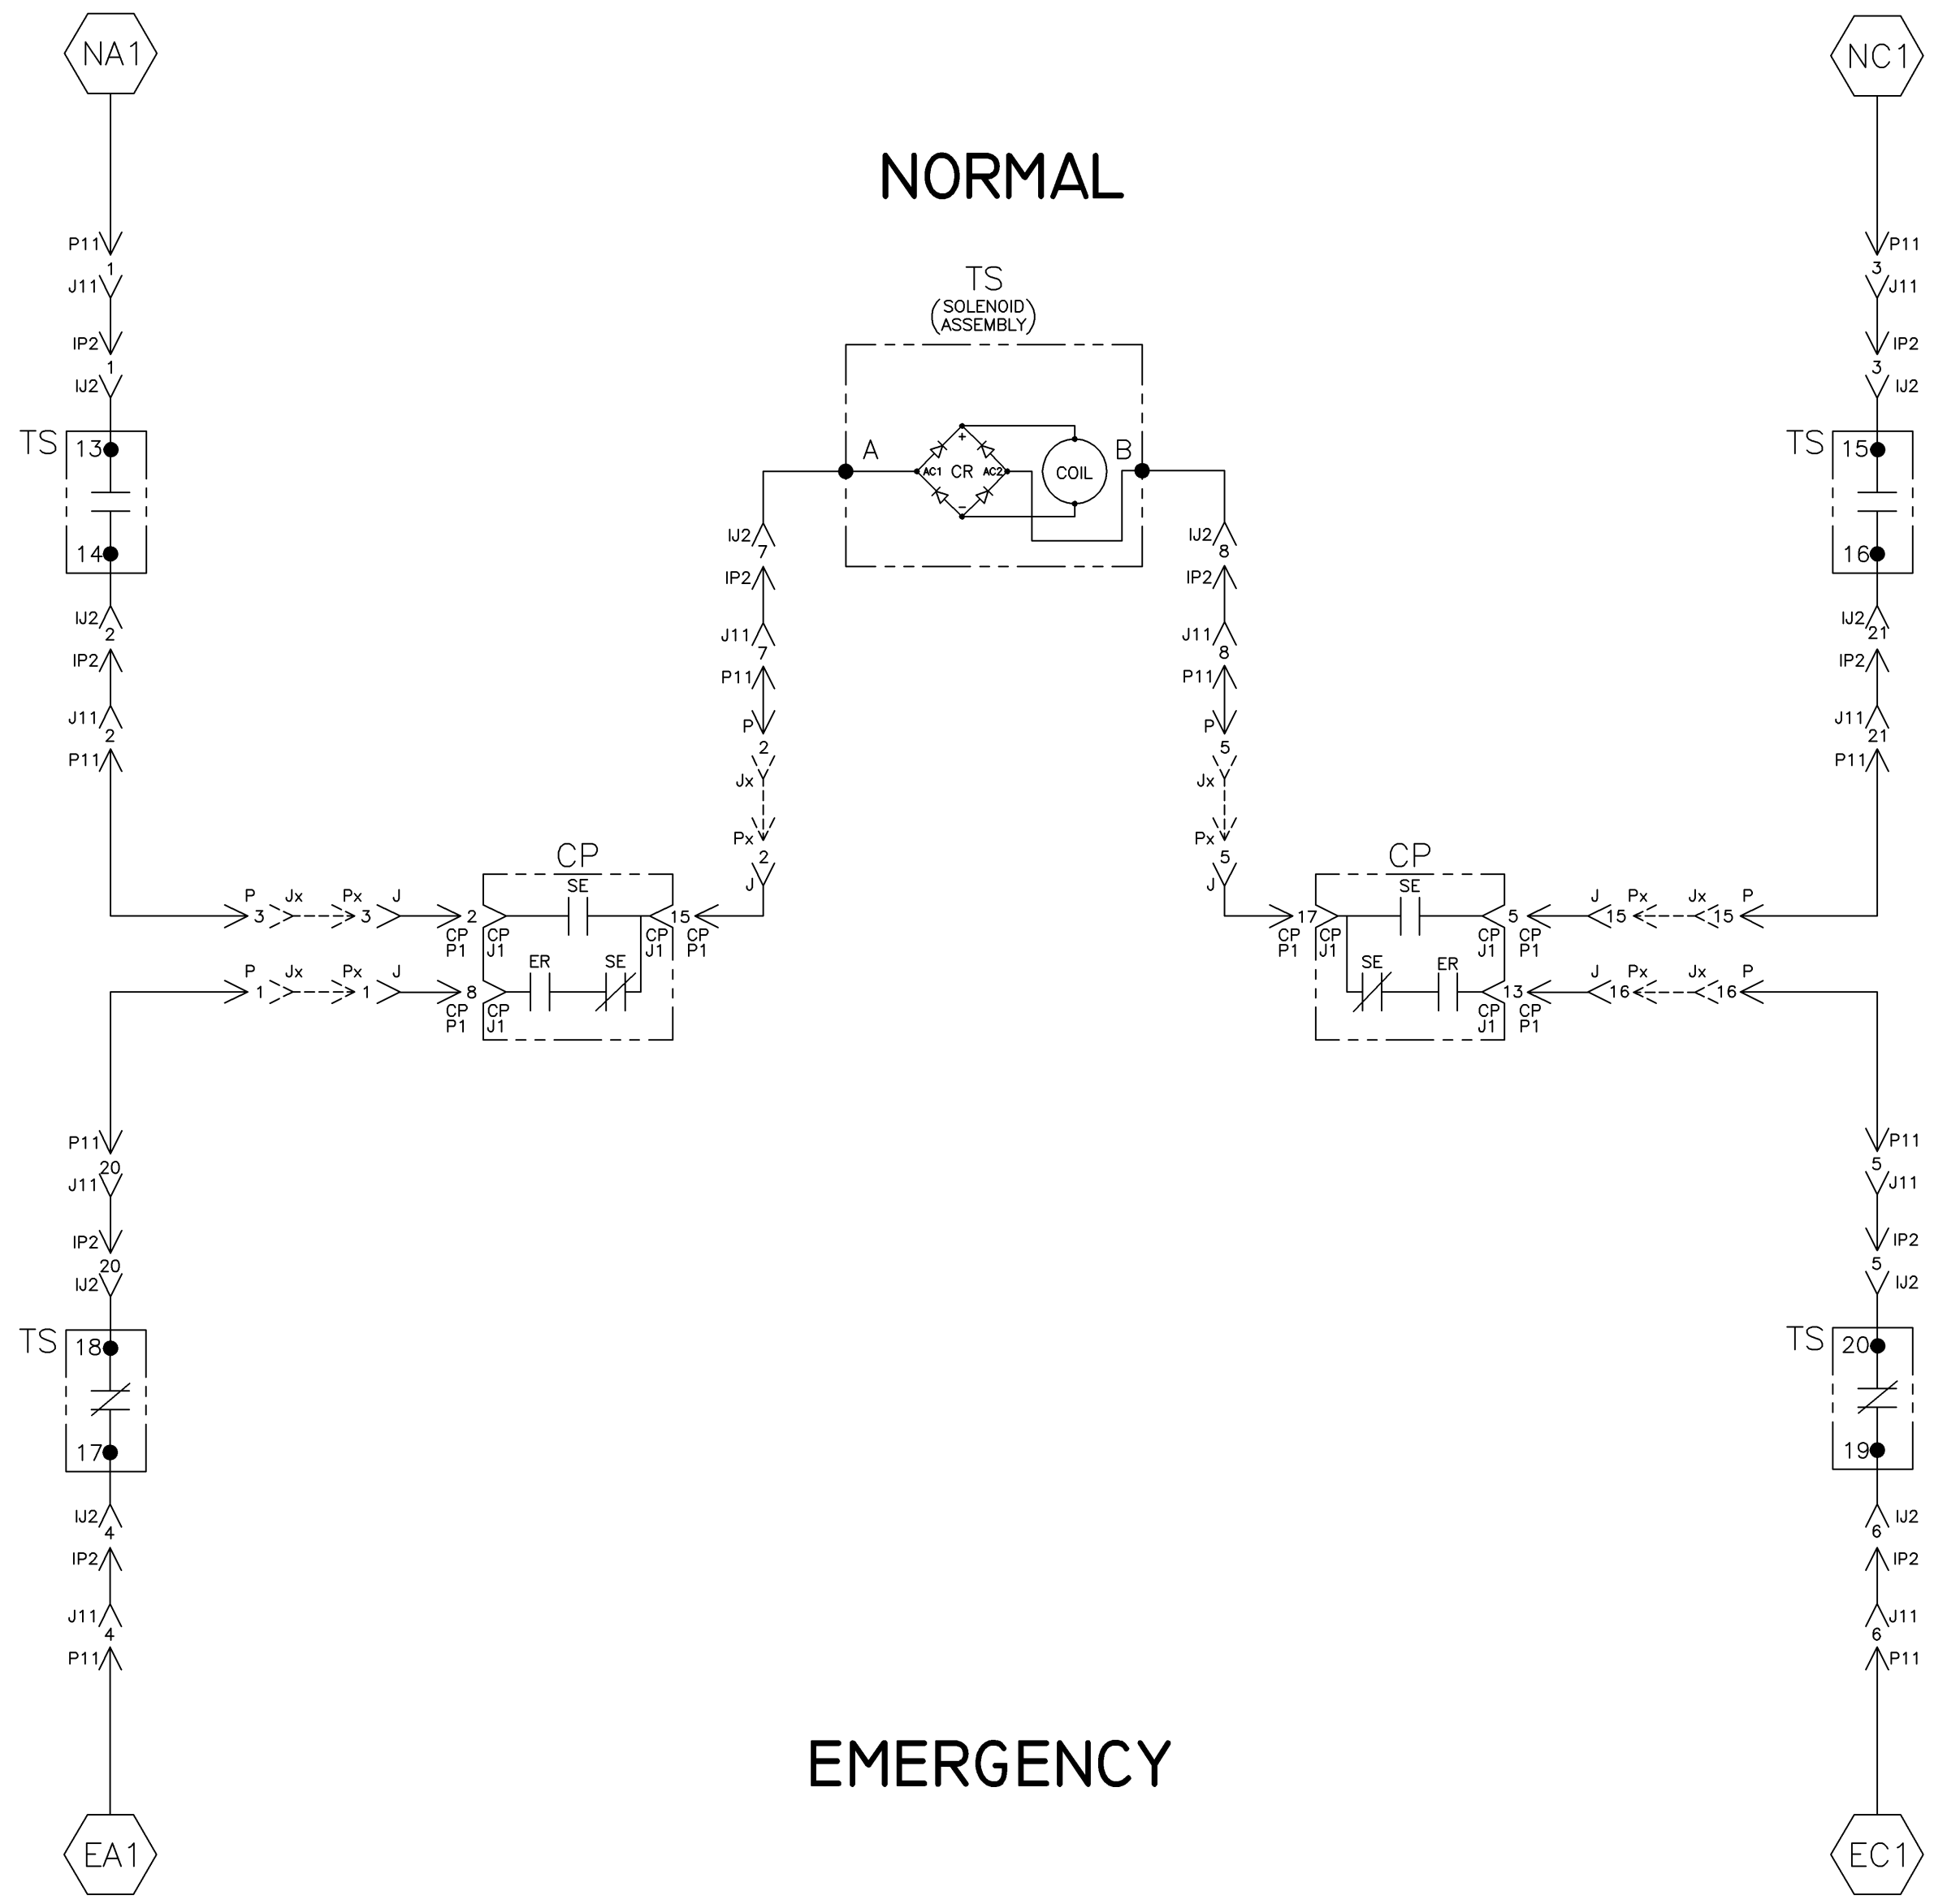 NA1
NC1
NORMAL
P11
1
J11
IP2
1
IJ2
TS
13
14
IJ2
2
IP2
J11
2
P11
P11
3
J11
IP2
3
IJ2
TS
15
16
IJ2
21
IP2
J11
21
P11
TS
(SOLENOID
ASSEMBLY)
A
B
+
AC1
CR
AC2
COIL
−
IJ2
7
IP2
J11
7
P11
P
2
Jx
Px
2
J
IJ2
8
IP2
J11
8
P11
P
5
Jx
Px
5
J
CP
SE
P
3
Jx
Px
3
J
2
CP
P1
CP
J1
15
CP
J1
CP
P1
ER
SE
P
1
Jx
Px
1
J
8
CP
P1
CP
J1
CP
SE
17
CP
P1
CP
J1
5
CP
J1
CP
P1
J
15
Px
Jx
15
P
SE
ER
13
CP
J1
CP
P1
J
16
Px
Jx
16
P
P11
20
J11
IP2
20
IJ2
TS
18
17
IJ2
4
IP2
J11
4
P11
P11
5
J11
IP2
5
IJ2
TS
20
19
IJ2
6
IP2
J11
6
P11
EMERGENCY
EA1
EC1